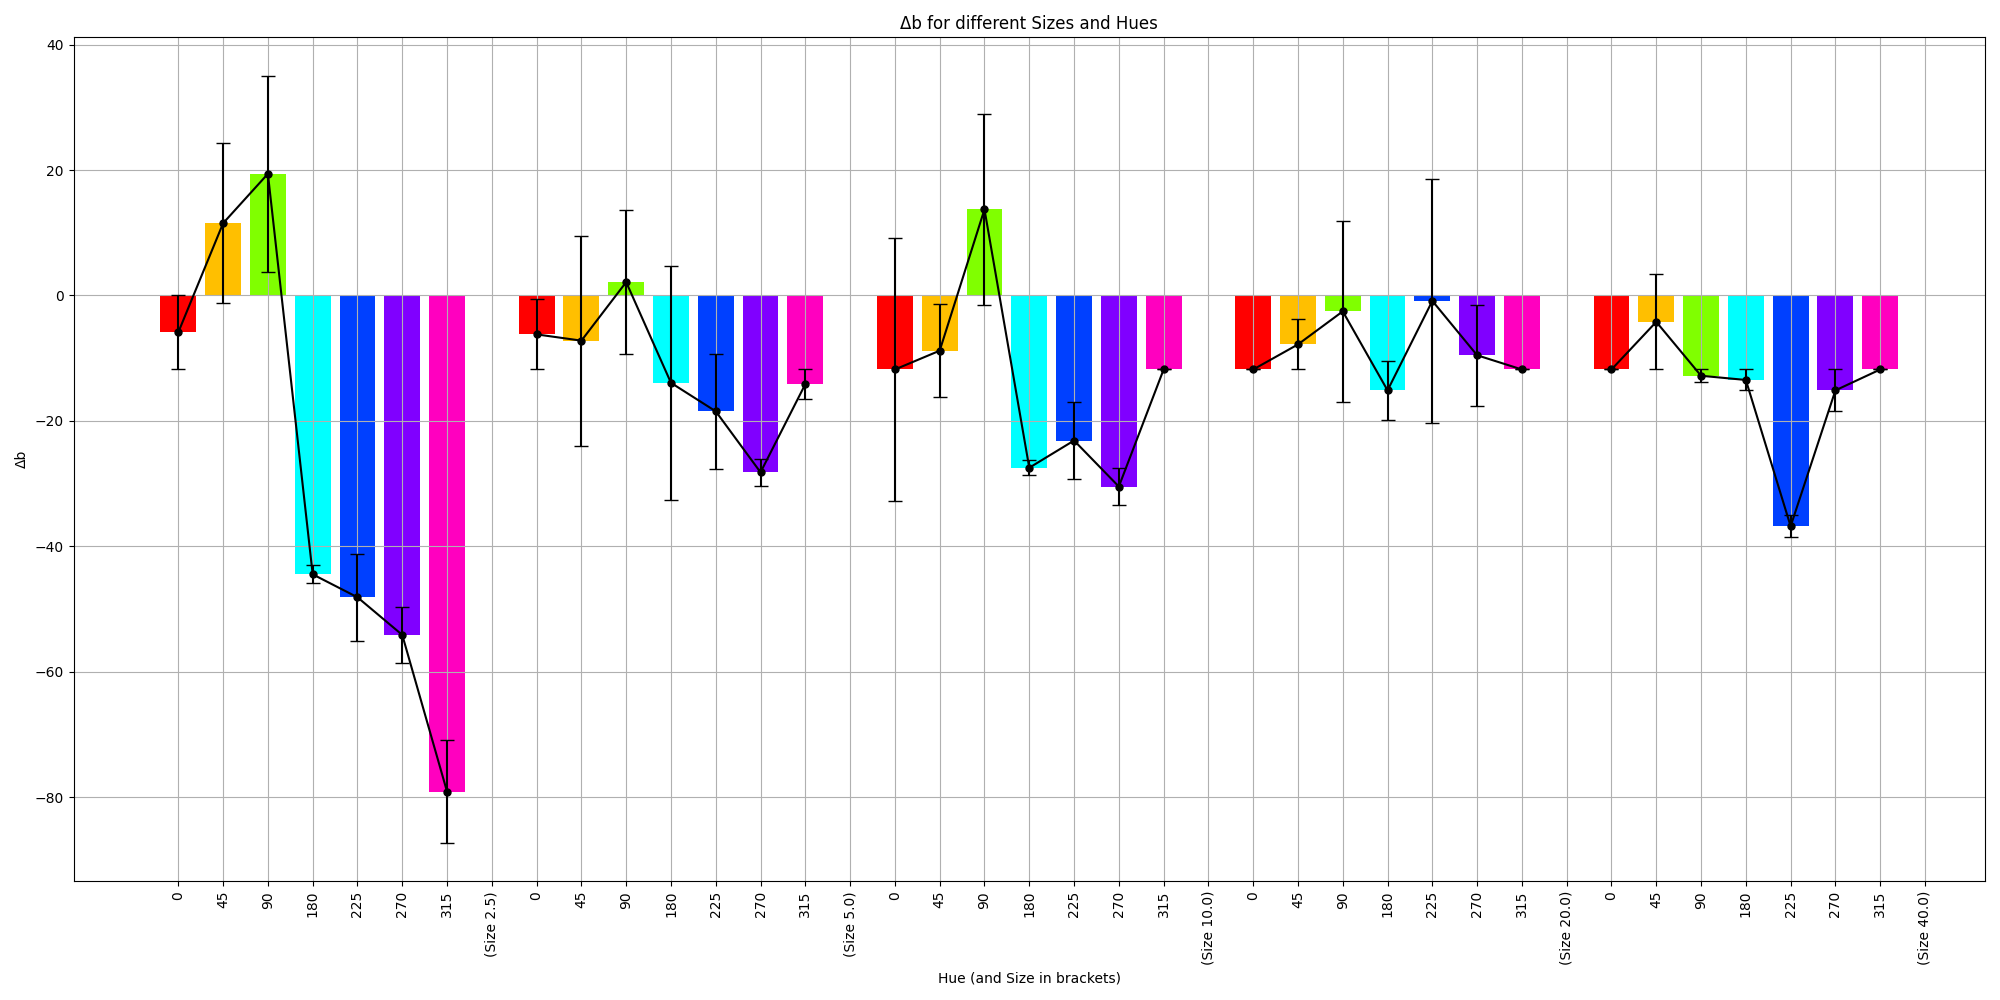 Δb for different Sizes and Hues
40
20
0
−20
−40
−60
−80
Δb
0 45 90 180 225 270 315 (Size 2.5) 0 45 90 180 225 270 315 (Size 5.0) 0 45 90 180 225 270 315 (Size 10.0) 0 45 90 180 225 270 315 (Size 20.0) 0 45 90 180 225 270 315 (Size 40.0)
Hue (and Size in brackets)